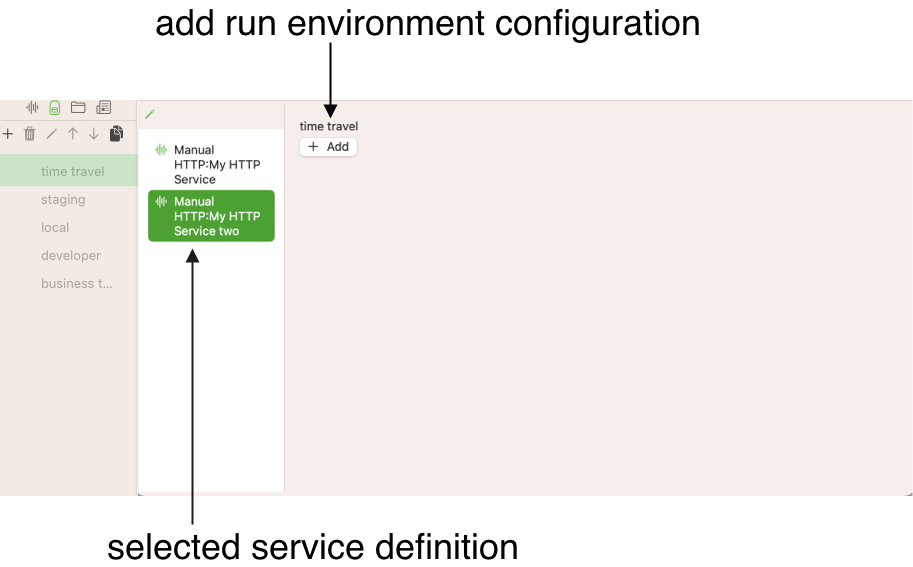 add run environment configuration
time travel
staging
local
developer
business t...
Manual
HTTP:My HTTP
Service
Manual
HTTP:My HTTP
Service two
time travel
+ Add
selected service definition